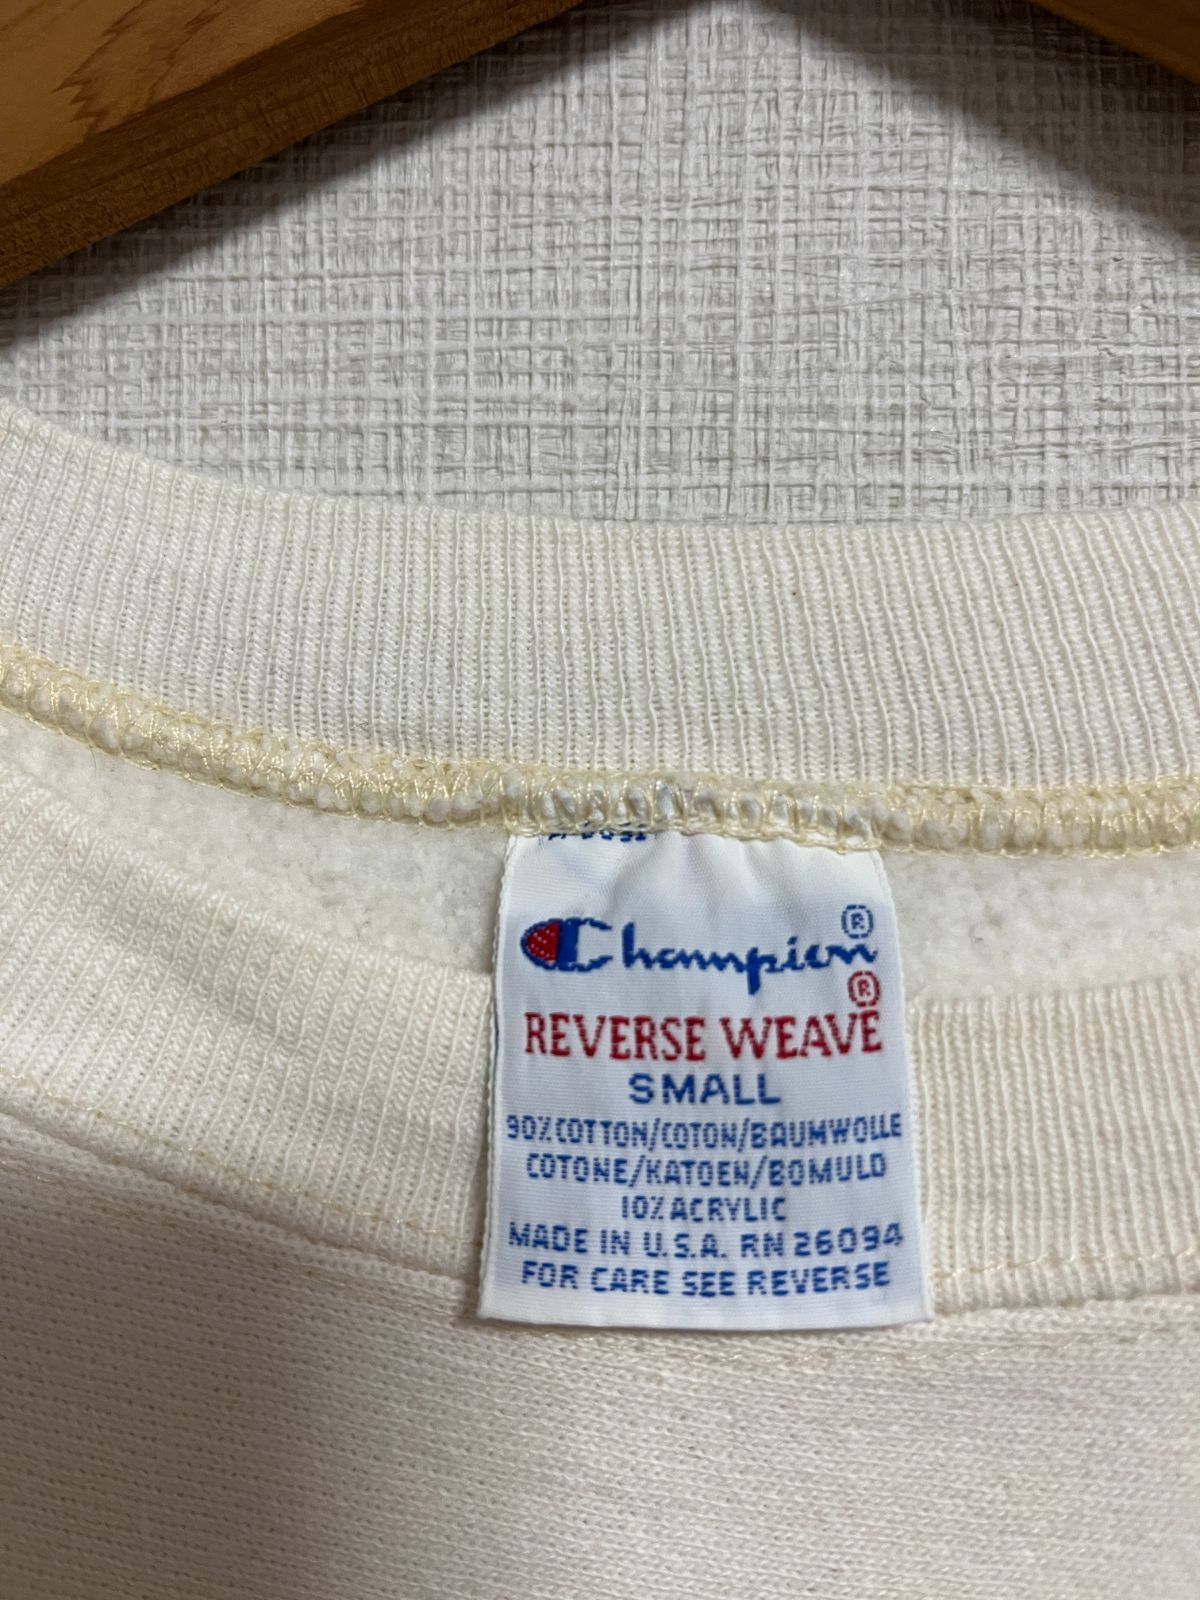 Champion®
REVERSE WEAVE®
SMALL
90% COTTON/COTON/BAUMWOLLE
COTONE/KATOEN/BOMULD
10% ACRYLIC
MADE IN U.S.A. RN 26094
FOR CARE SEE REVERSE